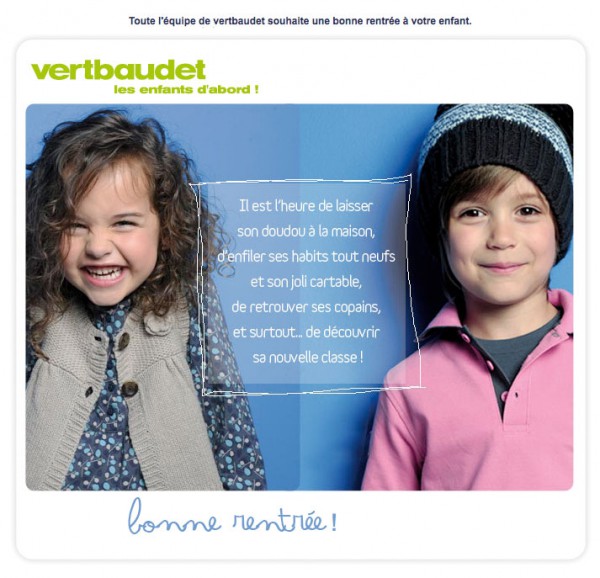 Toute l'équipe de vertbaudet souhaite une bonne rentrée à votre enfant.
vertbaudet
les enfants d'abord !
Il est l'heure de laisser
son doudou à la maison,
d'enfiler ses habits tout neufs
et son joli cartable,
de retrouver ses copains,
et surtout... de découvrir
sa nouvelle classe !
bonne rentrée !